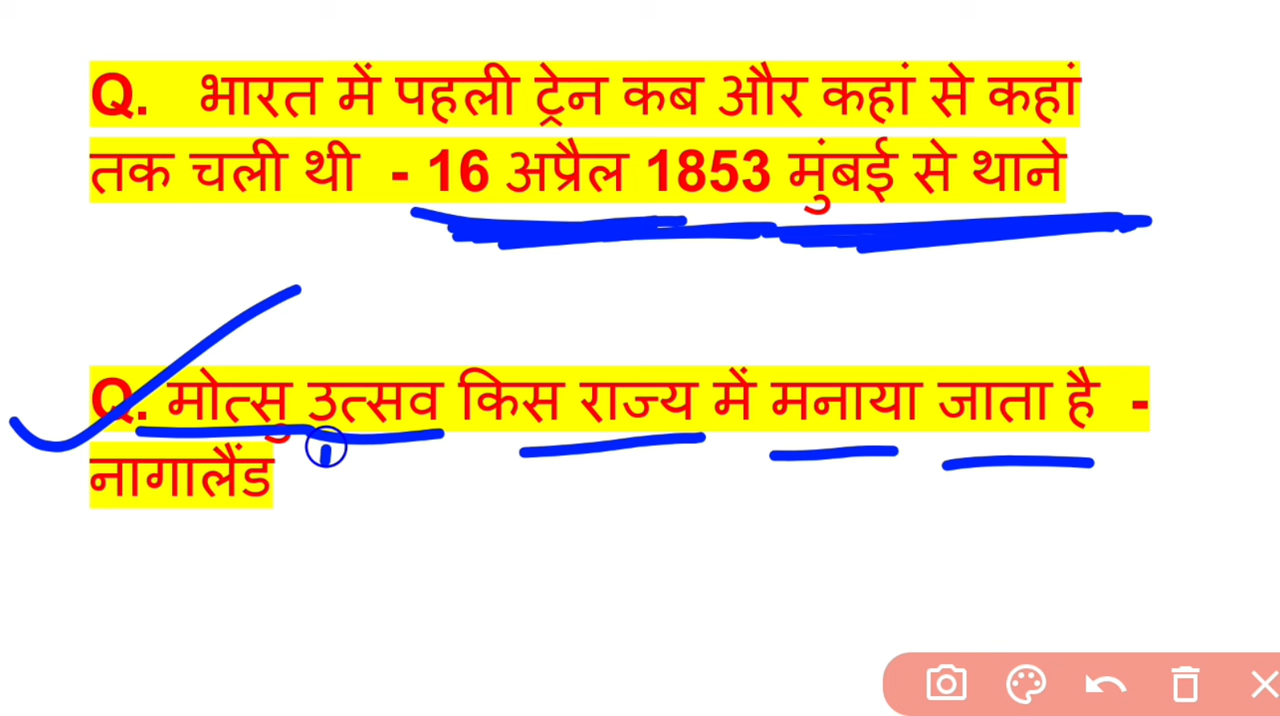 Q. भारत में पहली ट्रेन कब और कहां से कहां
तक चली थी - 16 अप्रैल 1853 मुंबई से थाने
Q. मोत्सु उत्सव किस राज्य में मनाया जाता है -
नागालैंड